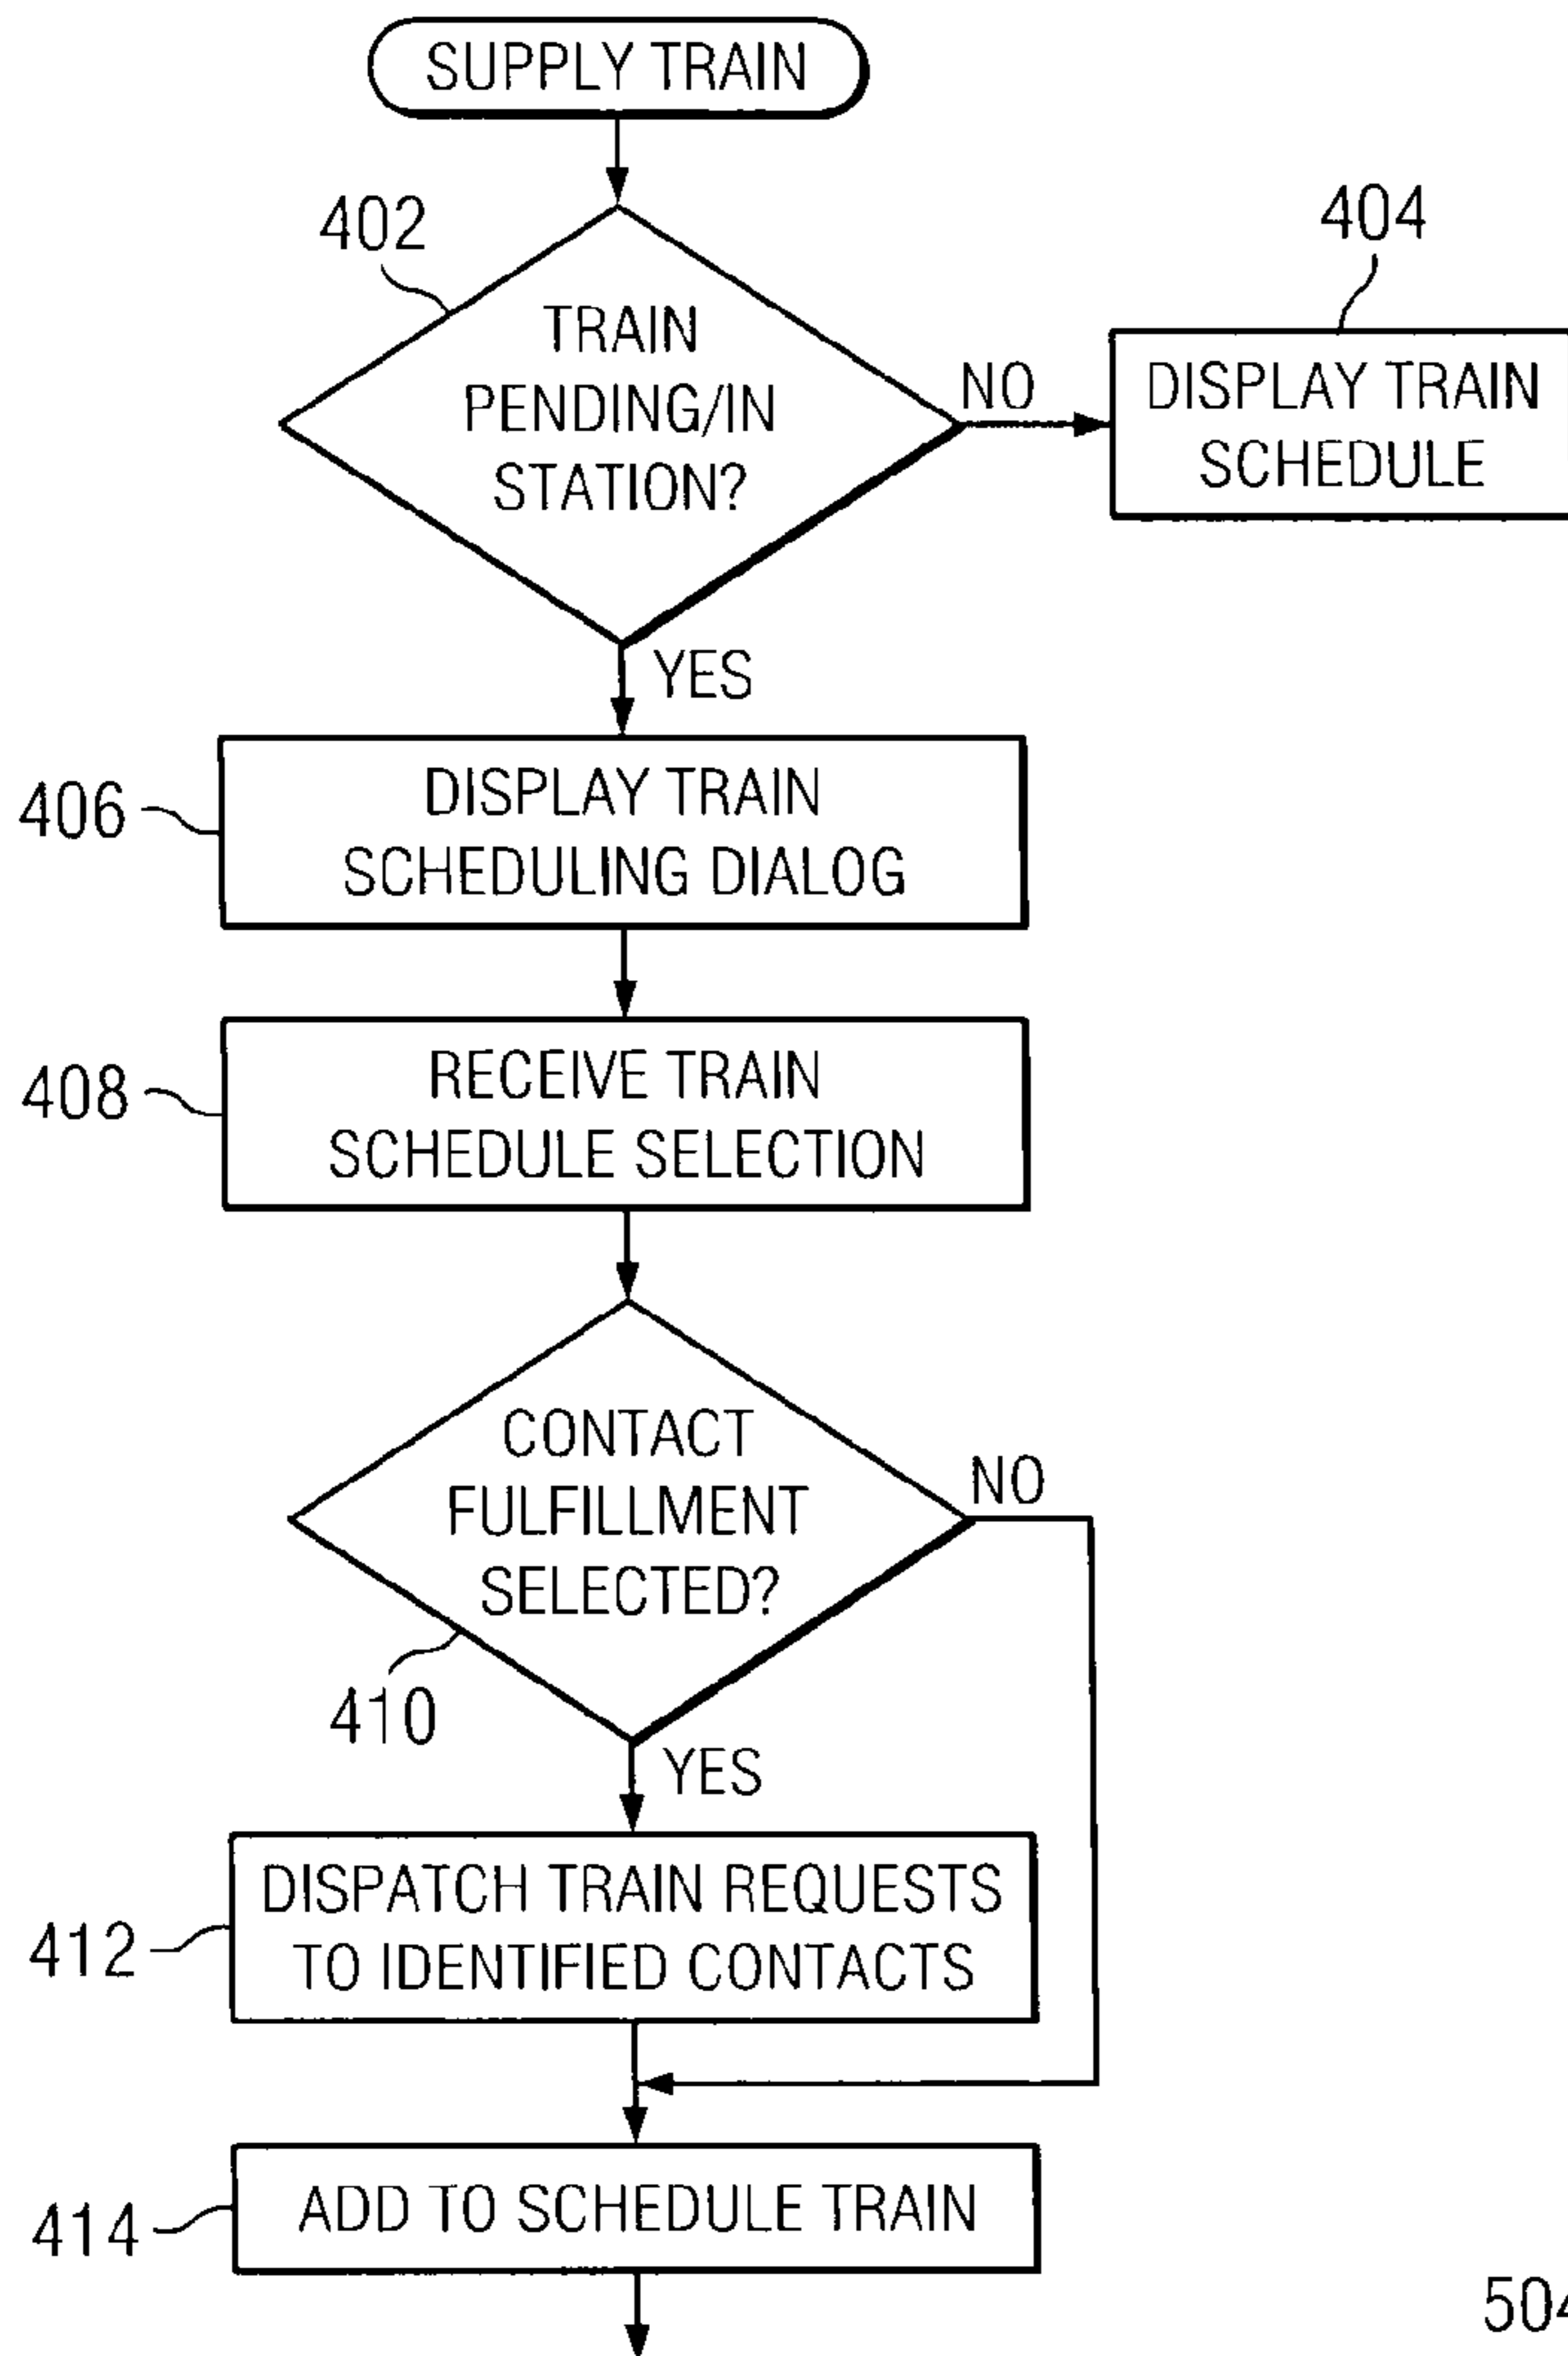 SUPPLY TRAIN
402
404
TRAIN
PENDING/IN
STATION?
NO
DISPLAY TRAIN
SCHEDULE
YES
406
DISPLAY TRAIN
SCHEDULING DIALOG
408
RECEIVE TRAIN
SCHEDULE SELECTION
CONTACT
FULFILLMENT
SELECTED?
NO
410
YES
412
DISPATCH TRAIN REQUESTS
TO IDENTIFIED CONTACTS
414
ADD TO SCHEDULE TRAIN
504